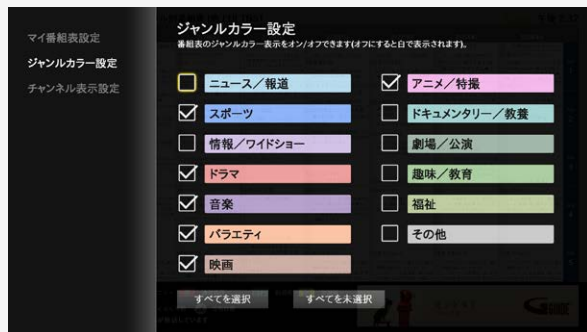 マイ番組表設定
ジャンルカラー設定
チャンネル表示設定
ジャンルカラー設定
番組表のジャンルカラー表示をオン/オフできます(オフにすると白で表示されます)。
ニュース／報道
スポーツ
情報／ワイドショー
ドラマ
音楽
バラエティ
映画
アニメ／特撮
ドキュメンタリー／教養
劇場／公演
趣味／教育
福祉
その他
すべてを選択
すべてを未選択